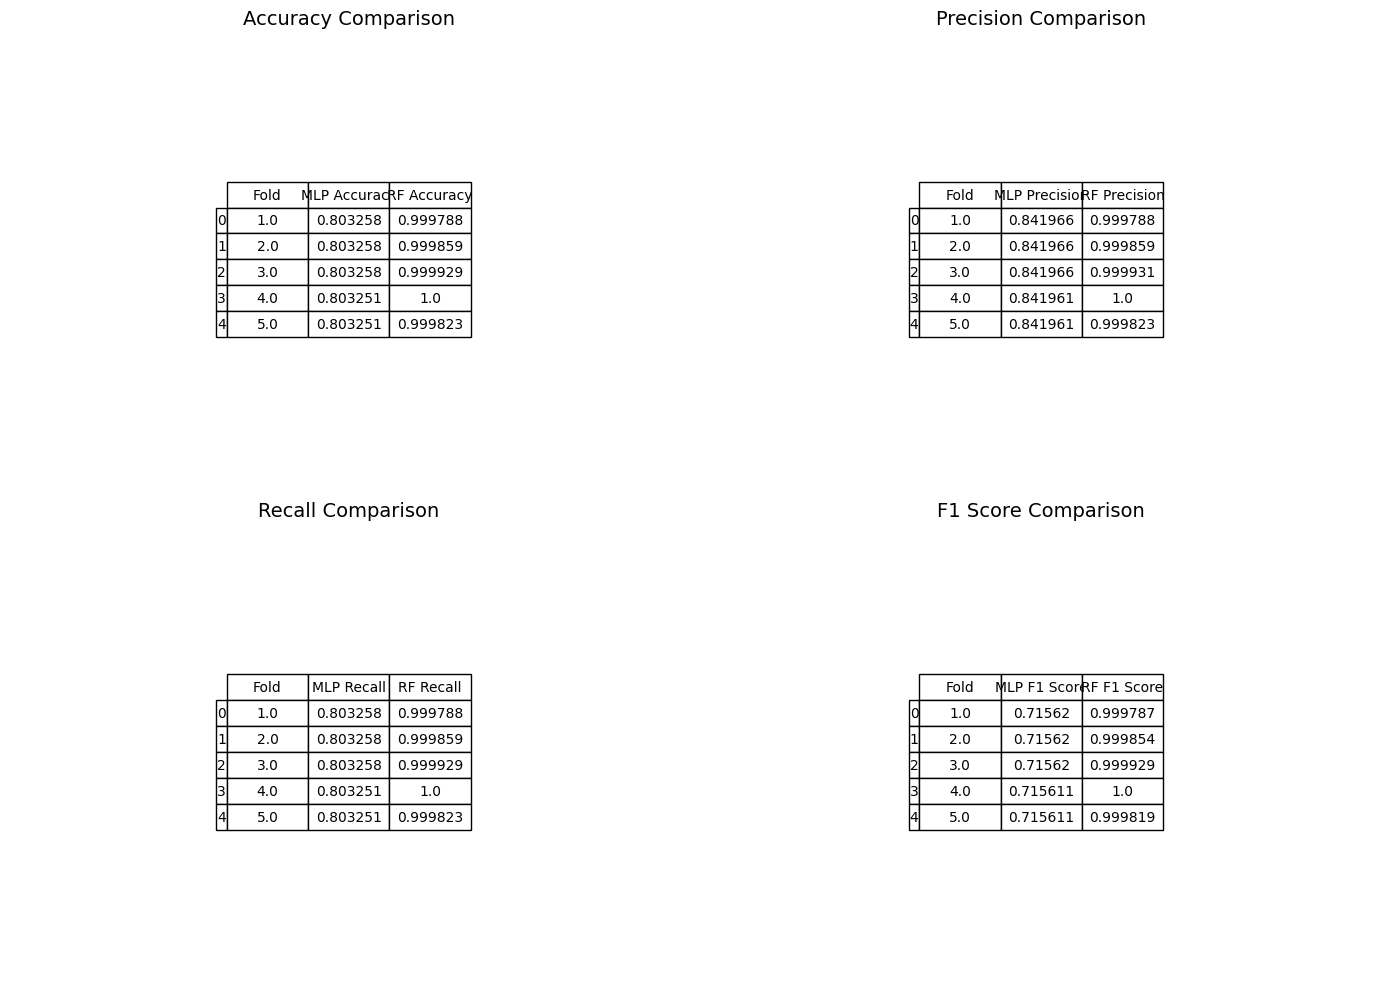 Accuracy Comparison
Fold MLP Accurac RF Accuracy
0 1.0 0.803258 0.999788
1 2.0 0.803258 0.999859
2 3.0 0.803258 0.999929
3 4.0 0.803251 1.0
4 5.0 0.803251 0.999823
Precision Comparison
Fold MLP Precision RF Precision
0 1.0 0.841966 0.999788
1 2.0 0.841966 0.999859
2 3.0 0.841966 0.999931
3 4.0 0.841961 1.0
4 5.0 0.841961 0.999823
Recall Comparison
Fold MLP Recall RF Recall
0 1.0 0.803258 0.999788
1 2.0 0.803258 0.999859
2 3.0 0.803258 0.999929
3 4.0 0.803251 1.0
4 5.0 0.803251 0.999823
F1 Score Comparison
Fold MLP F1 Score RF F1 Score
0 1.0 0.71562 0.999787
1 2.0 0.71562 0.999854
2 3.0 0.71562 0.999929
3 4.0 0.715611 1.0
4 5.0 0.715611 0.999819